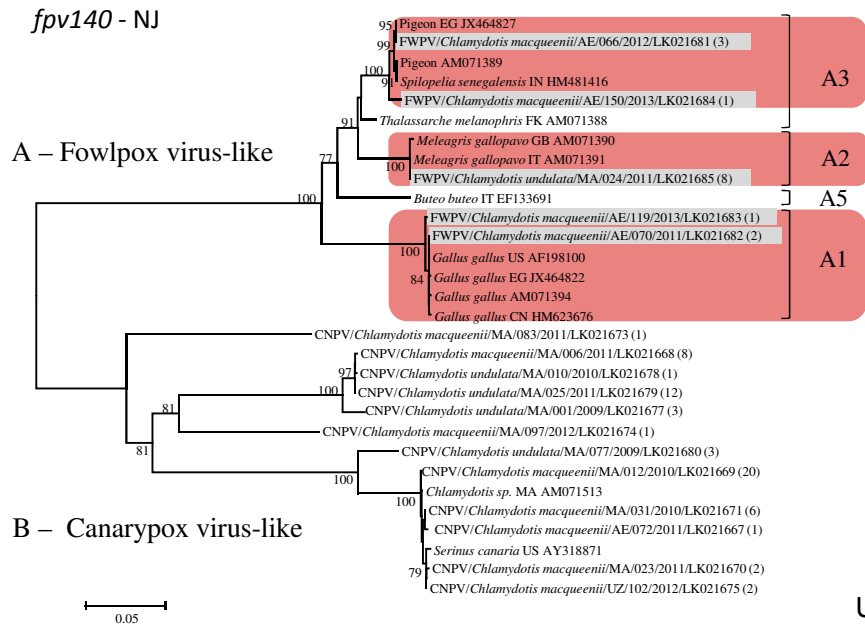 fpv140 - NJ
A – Fowlpox virus-like
B – Canarypox virus-like
95
Pigeon EG JX464827
FWPV/Chlamydotis macqueenii/AE/066/2012/LK021681 (3)
99
Pigeon AM071389
100
91
Spilopelia senegalensis IN HM481416
FWPV/Chlamydotis macqueenii/AE/150/2013/LK021684 (1)
A3
Thalassarche melanophris FK AM071388
91
Meleagris gallopavo GB AM071390
Meleagris gallopavo IT AM071391
100
FWPV/Chlamydotis undulata/MA/024/2011/LK021685 (8)
A2
77
Buteo buteo IT EF133691
A5
100
FWPV/Chlamydotis macqueenii/AE/119/2013/LK021683 (1)
FWPV/Chlamydotis macqueenii/AE/070/2011/LK021682 (2)
100
Gallus gallus US AF198100
84
Gallus gallus EG JX464822
Gallus gallus AM071394
Gallus gallus CN HM623676
A1
CNPV/Chlamydotis macqueenii/MA/083/2011/LK021673 (1)
CNPV/Chlamydotis macqueenii/MA/006/2011/LK021668 (8)
97
CNPV/Chlamydotis undulata/MA/010/2010/LK021678 (1)
100
CNPV/Chlamydotis undulata/MA/025/2011/LK021679 (12)
81
CNPV/Chlamydotis undulata/MA/001/2009/LK021677 (3)
CNPV/Chlamydotis macqueenii/MA/097/2012/LK021674 (1)
81
CNPV/Chlamydotis undulata/MA/077/2009/LK021680 (3)
100
CNPV/Chlamydotis macqueenii/MA/012/2010/LK021669 (20)
100
Chlamydotis sp. MA AM071513
CNPV/Chlamydotis macqueenii/MA/031/2010/LK021671 (6)
CNPV/Chlamydotis macqueenii/AE/072/2011/LK021667 (1)
Serinus canaria US AY318871
79
CNPV/Chlamydotis macqueenii/MA/023/2011/LK021670 (2)
CNPV/Chlamydotis macqueenii/UZ/102/2012/LK021675 (2)
0.05
U